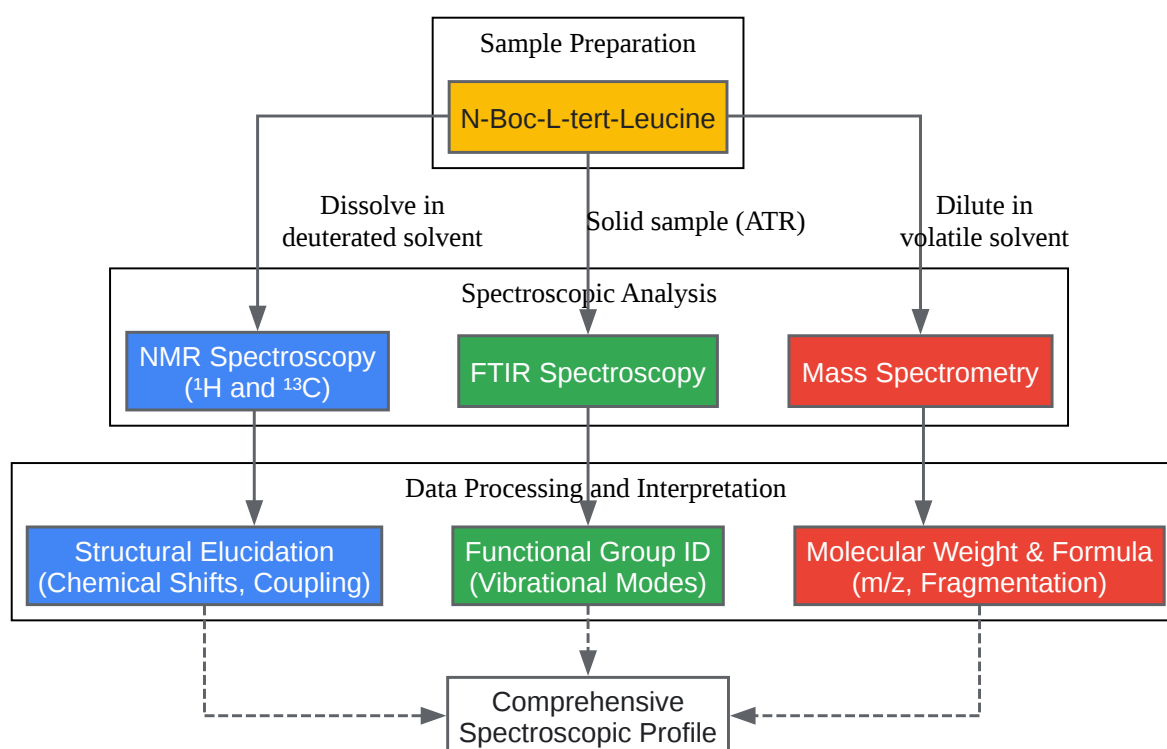 Sample Preparation
N-Boc-L-tert-Leucine
Dissolve in
deuterated solvent
Solid sample (ATR)
Dilute in
volatile solvent
Spectroscopic Analysis
NMR Spectroscopy
(¹H and ¹³C)
FTIR Spectroscopy
Mass Spectrometry
Data Processing and Interpretation
Structural Elucidation
(Chemical Shifts, Coupling)
Functional Group ID
(Vibrational Modes)
Molecular Weight & Formula
(m/z, Fragmentation)
Comprehensive
Spectroscopic Profile